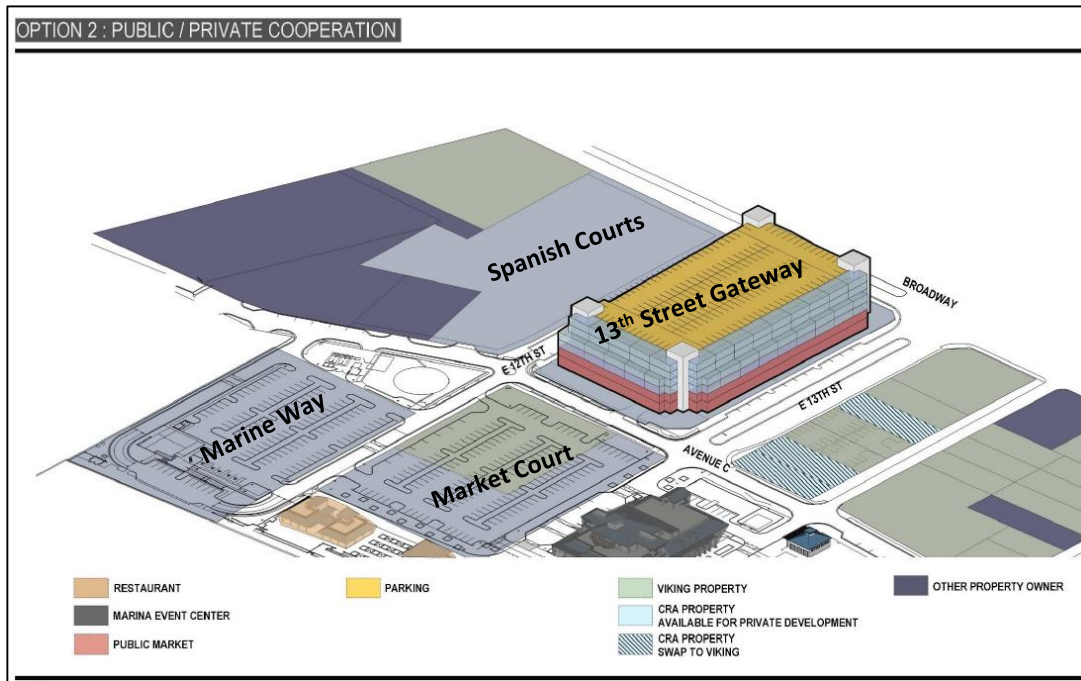 OPTION 2 : PUBLIC / PRIVATE COOPERATION
Spanish Courts
13th Street Gateway
BROADWAY
E 12TH ST
E 13TH ST
Marine Way
Market Court
AVENUE C
RESTAURANT
MARINA EVENT CENTER
PUBLIC MARKET
PARKING
VIKING PROPERTY
CRA PROPERTY
AVAILABLE FOR PRIVATE DEVELOPMENT
CRA PROPERTY
SWAP TO VIKING
OTHER PROPERTY OWNER